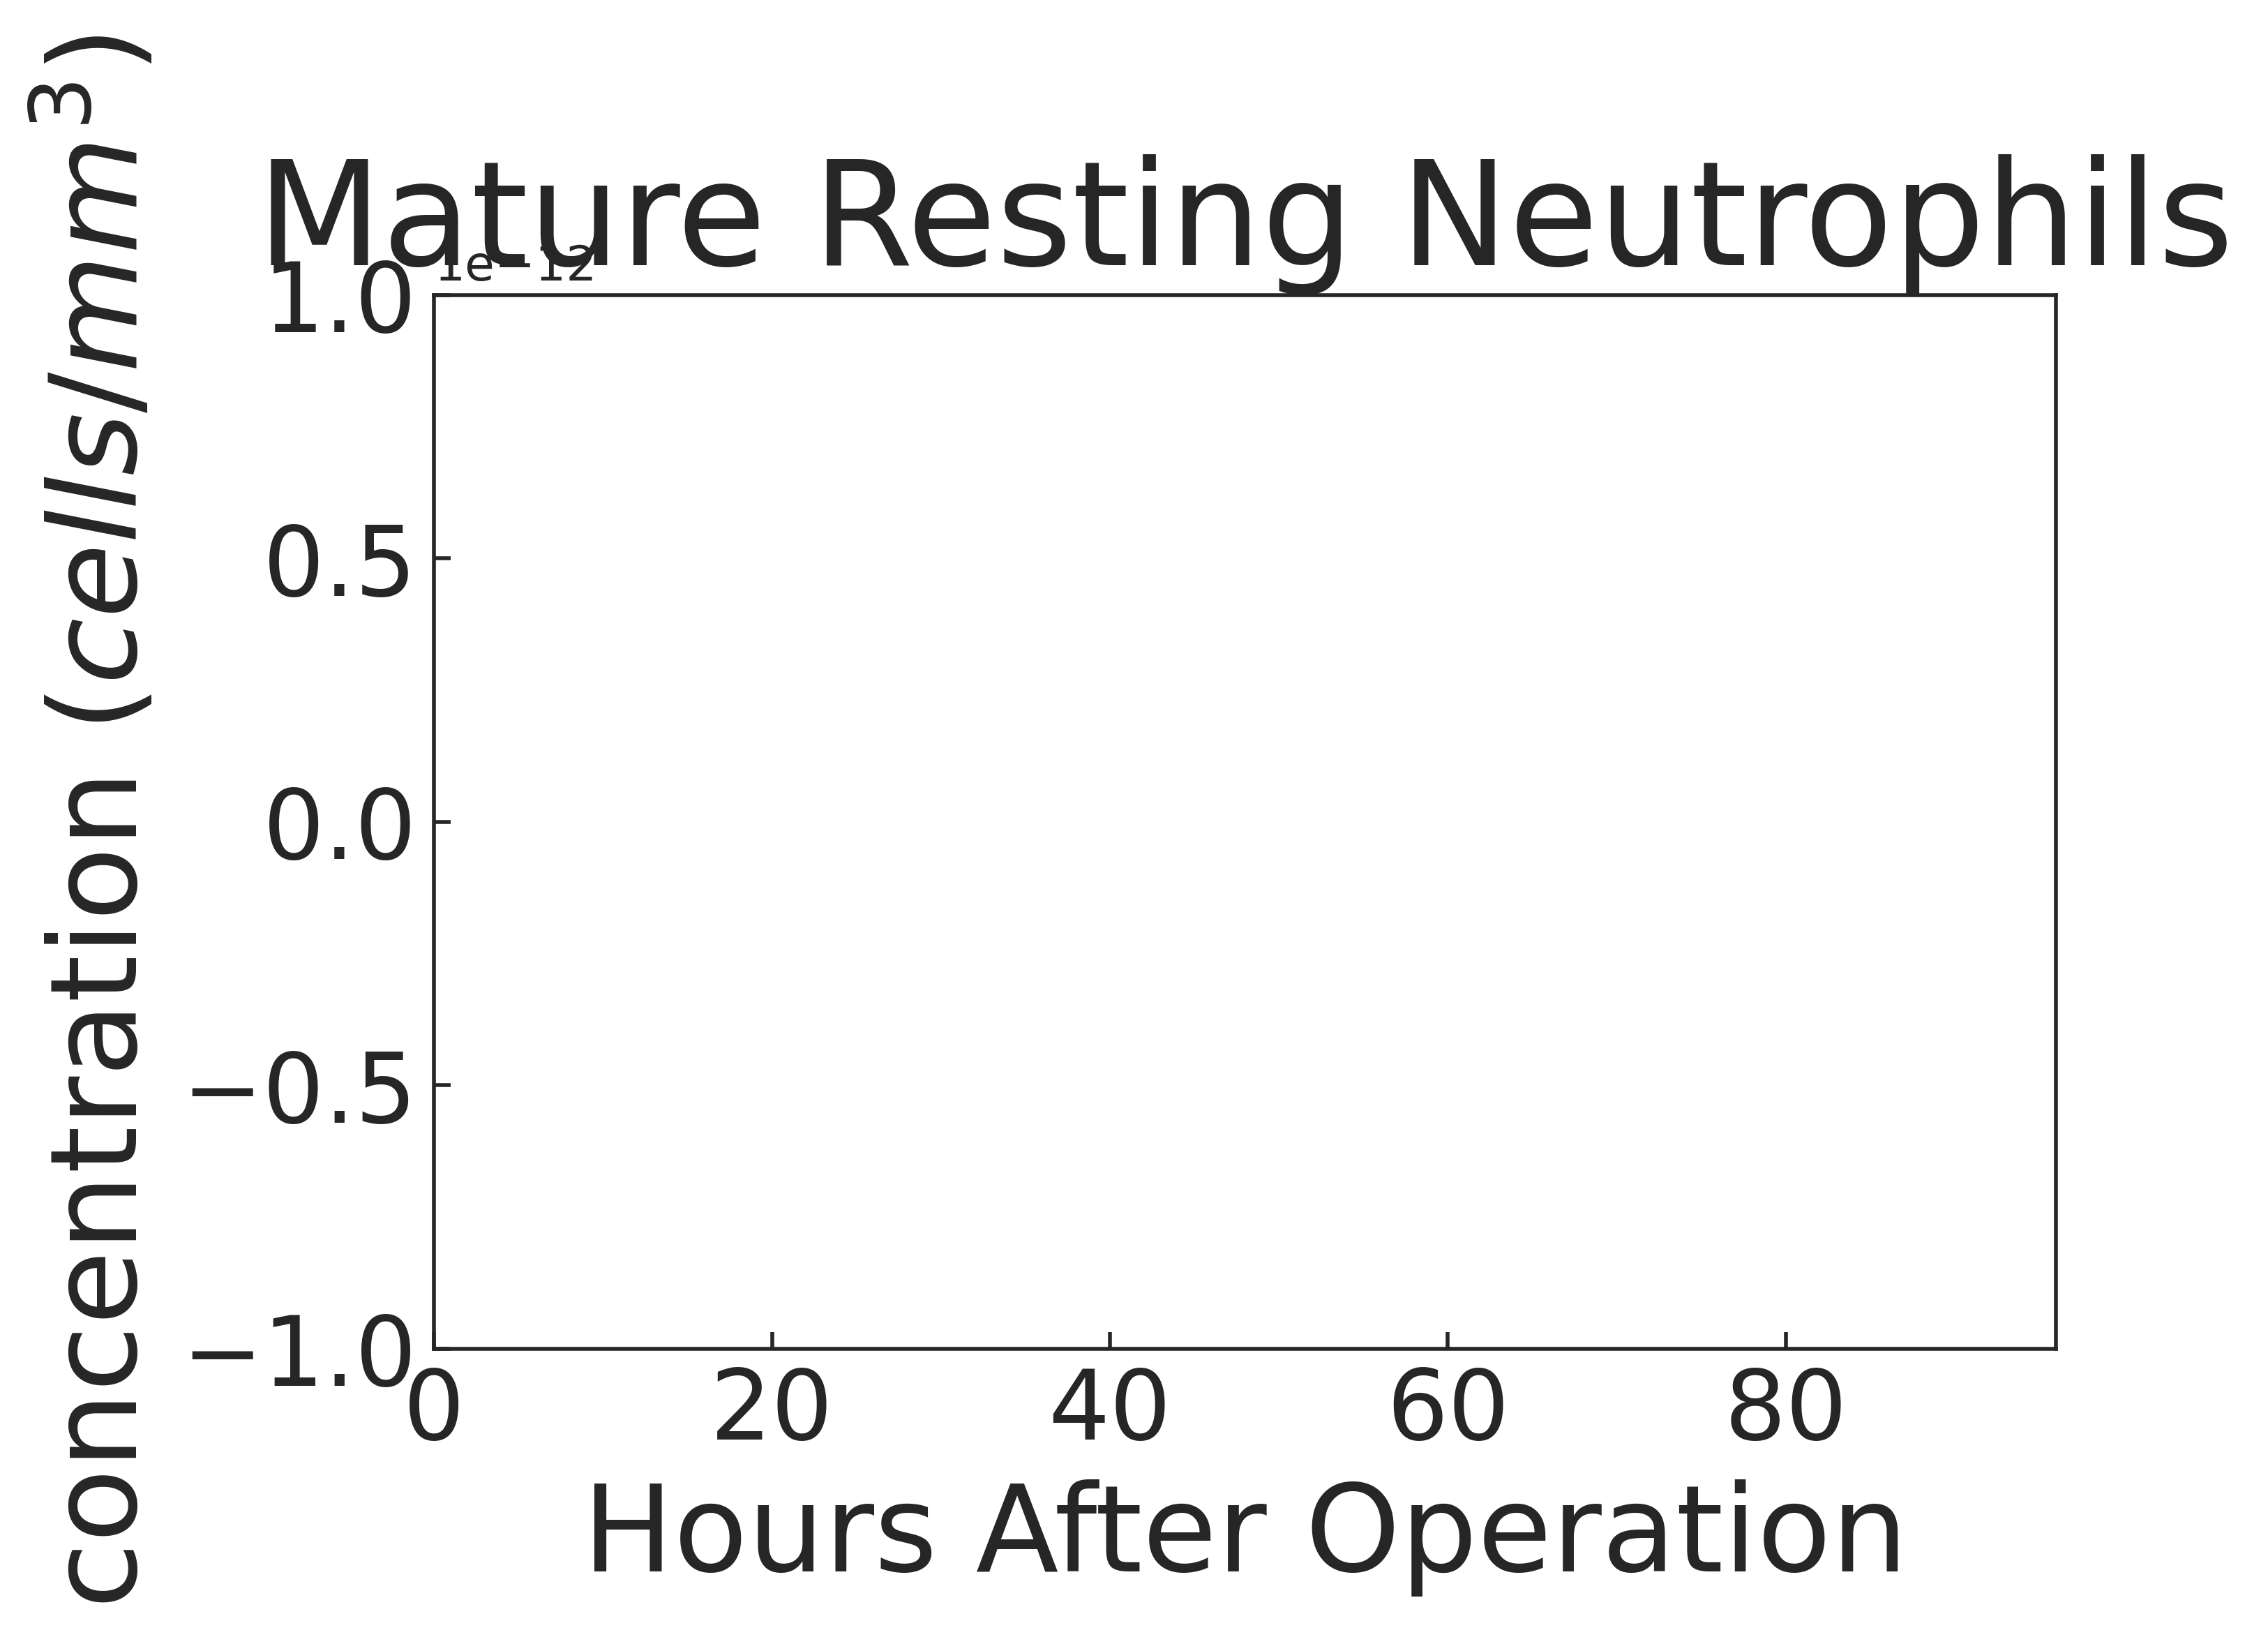 Mature Resting Neutrophils
1e−12
concentration (cells/mm³)
1.0
0.5
0.0
−0.5
−1.0
0 20 40 60 80
Hours After Operation